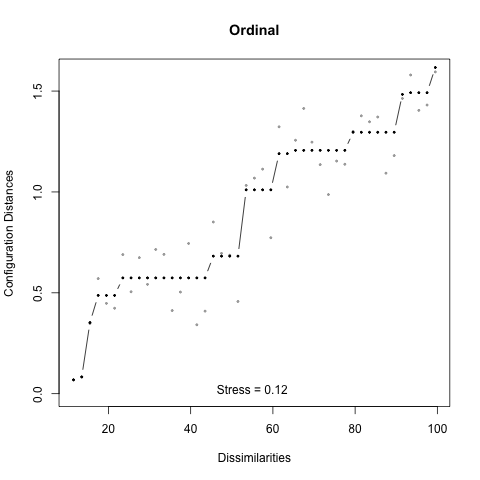 Ordinal
Configuration Distances
1.5
1.0
0.5
0.0
Stress = 0.12
20 40 60 80 100
Dissimilarities